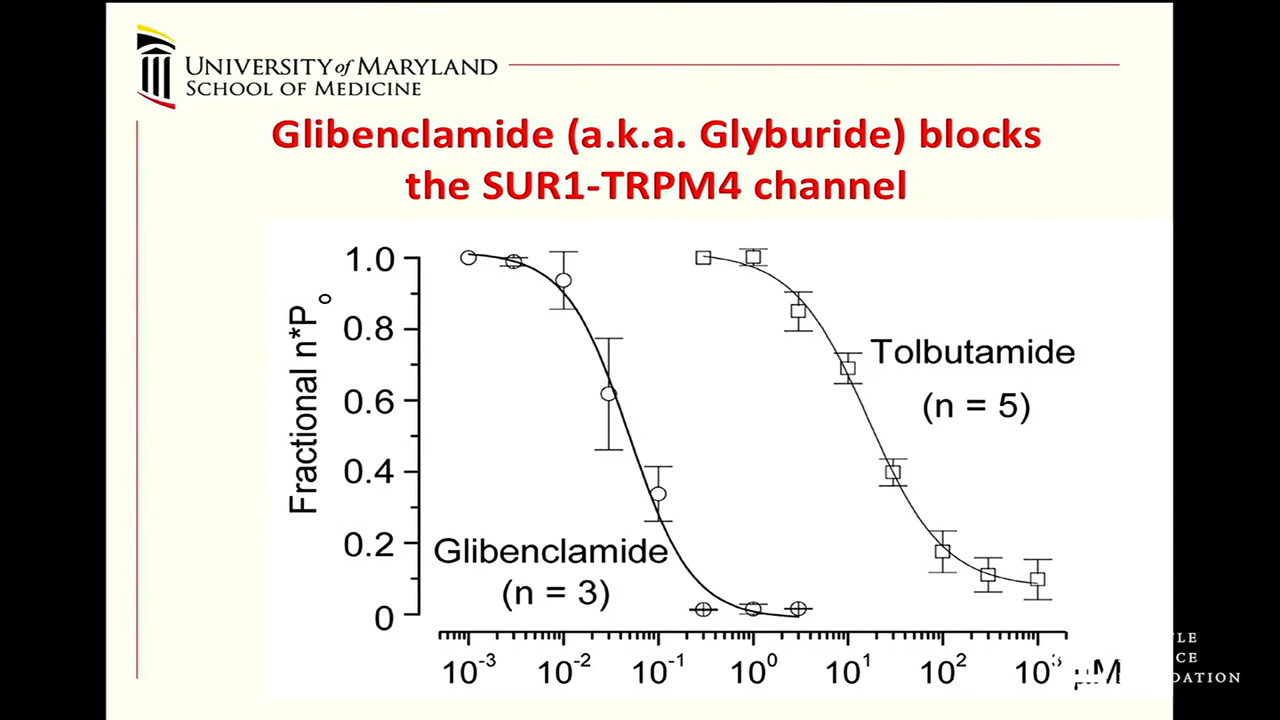 UNIVERSITY of MARYLAND
SCHOOL OF MEDICINE
Glibenclamide (a.k.a. Glyburide) blocks
the SUR1-TRPM4 channel
1.0
0.8
0.6
0.4
0.2
0
Fractional n*Po
Tolbutamide
(n = 5)
Glibenclamide
(n = 3)
10-3 10-2 10-1 100 101 102 103 μM